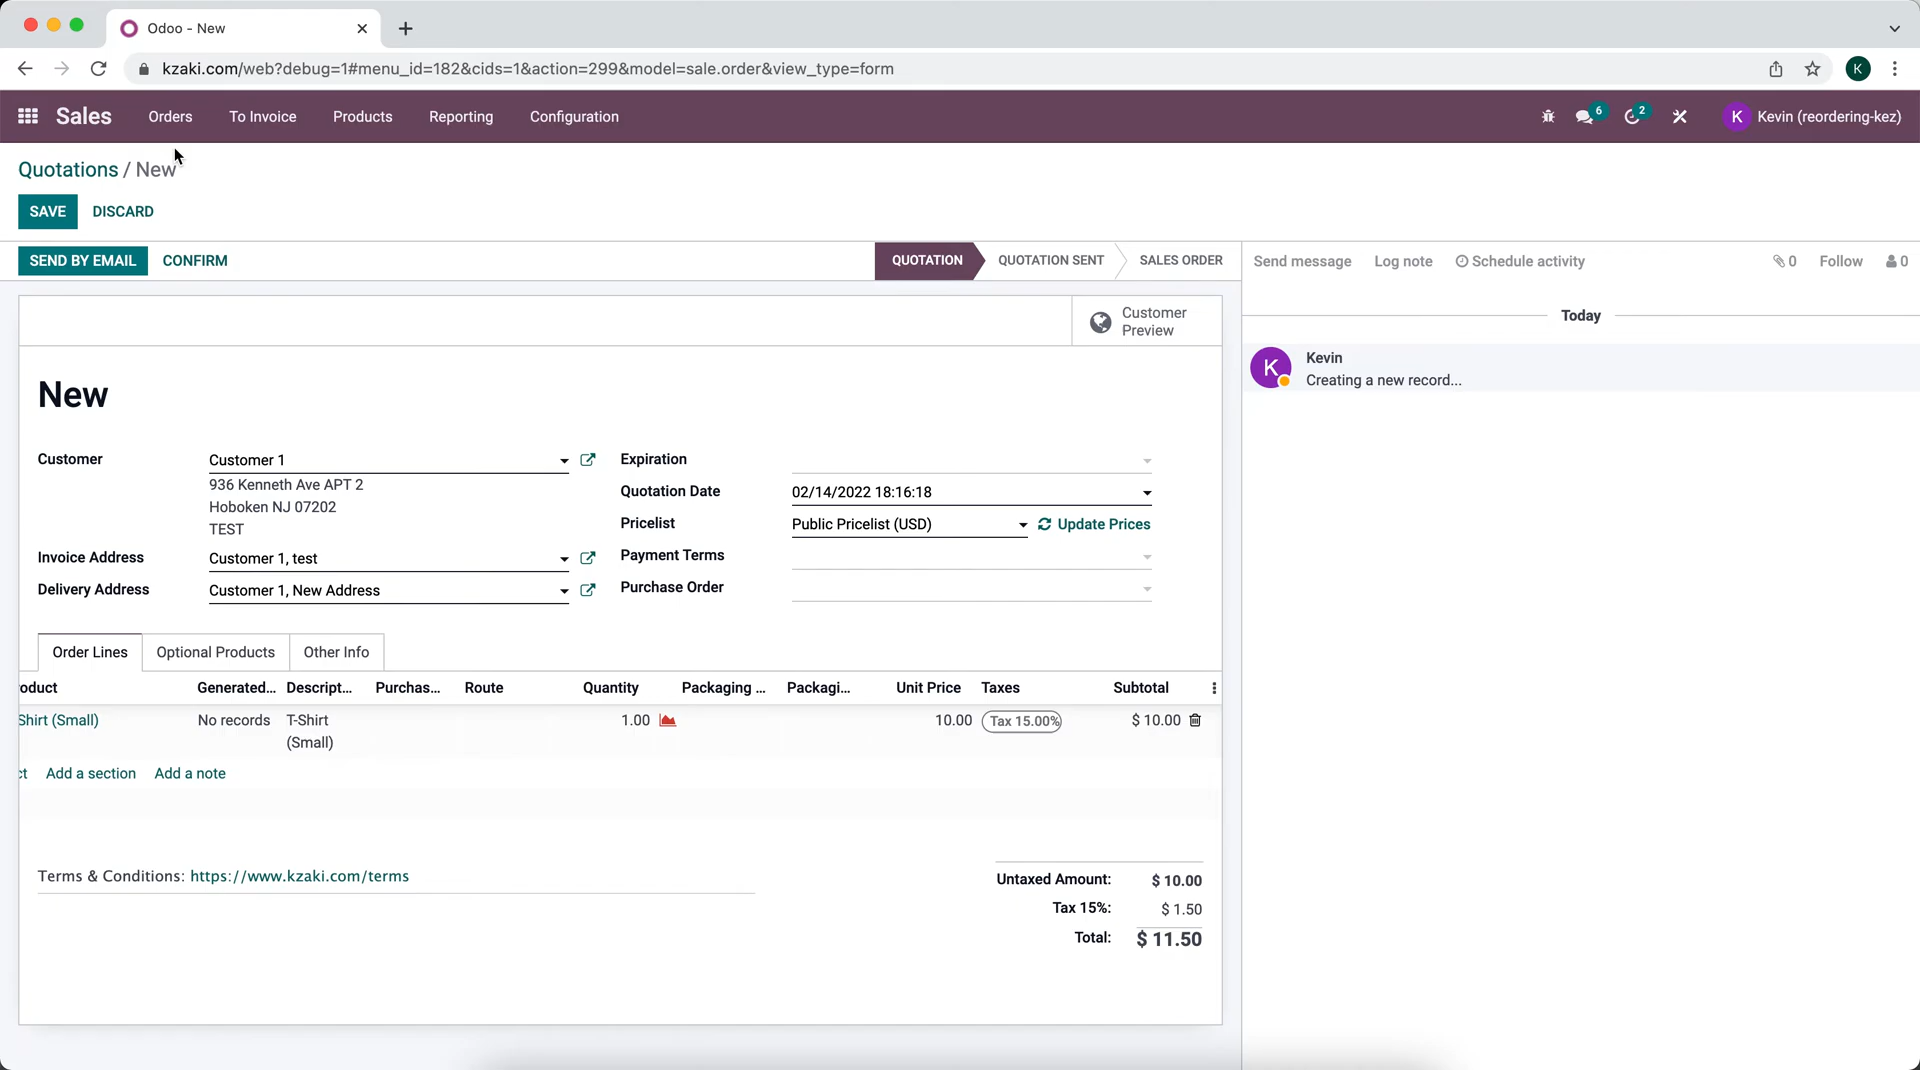 Odoo - New
kzaki.com/web?debug=1#menu_id=182&cids=1&action=299&model=sale.order&view_type=form
K
Sales Orders To Invoice Products Reporting Configuration 6 2 K Kevin (reordering-kez)
Quotations / New
SAVE DISCARD
SEND BY EMAIL CONFIRM QUOTATION QUOTATION SENT SALES ORDER Send message Log note Schedule activity 0 Follow 0
Customer
Preview
Today
K Kevin
Creating a new record...
New
Customer Customer 1 Expiration
936 Kenneth Ave APT 2
Quotation Date 02/14/2022 18:16:18
Hoboken NJ 07202
Pricelist Public Pricelist (USD) Update Prices
TEST
Invoice Address Customer 1, test Payment Terms
Delivery Address Customer 1, New Address Purchase Order
Order Lines Optional Products Other Info
oduct Generated... Descript... Purchas... Route Quantity Packaging ... Packagi... Unit Price Taxes Subtotal
Shirt (Small) No records T-Shirt 1.00 10.00 Tax 15.00% $ 10.00
(Small)
ct Add a section Add a note
Terms & Conditions: https://www.kzaki.com/terms
Untaxed Amount: $ 10.00
Tax 15%: $ 1.50
Total: $ 11.50